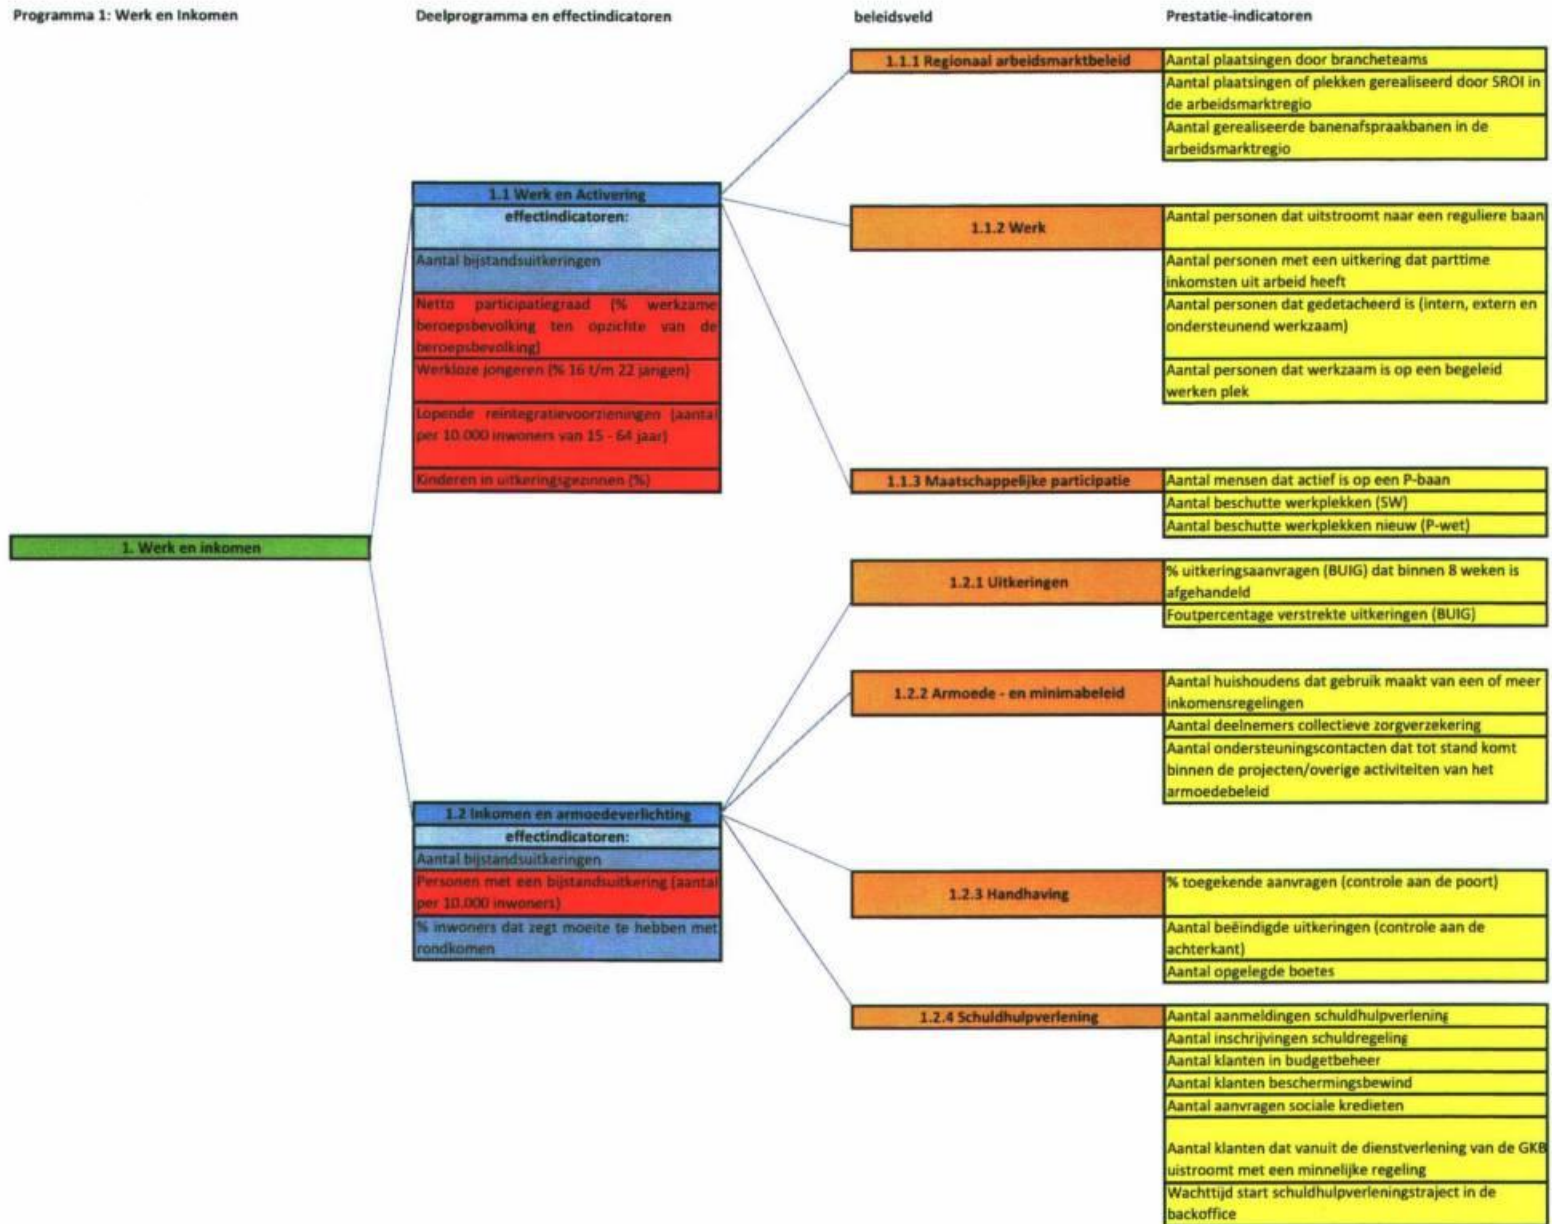 Programma 1: Werk en Inkomen
Deelprogramma en effectindicatoren
beleidsveld
Prestatie-indicatoren
1. Werk en inkomen
1.1 Werk en Activering
effectindicatoren:
Aantal bijstandsuitkeringen
Netto participatiegraad (% werkzame
beroepsbevolking ten opzichte van de
beroepsbevolking)
Werkloze jongeren (% 16 t/m 22 jarigen)
Lopende reintegratievoorzieningen (aantal
per 10.000 inwoners van 15 - 64 jaar)
Kinderen in uitkeringsgezinnen (%)
1.1.1 Regionaal arbeidsmarktbeleid
Aantal plaatsingen door brancheteams
Aantal plaatsingen of plekken gerealiseerd door SROI in
de arbeidsmarktregio
Aantal gerealiseerde banenafspraakbanen in de
arbeidsmarktregio
1.1.2 Werk
Aantal personen dat uitstroomt naar een reguliere baan
Aantal personen met een uitkering dat parttime
inkomsten uit arbeid heeft
Aantal personen dat gedetacheerd is (intern, extern en
ondersteunend werkzaam)
Aantal personen dat werkzaam is op een begeleid
werken plek
1.1.3 Maatschappelijke participatie
Aantal mensen dat actief is op een P-baan
Aantal beschutte werkplekken (SW)
Aantal beschutte werkplekken nieuw (P-wet)
1.2 Inkomen en armoedeverlichting
effectindicatoren:
Aantal bijstandsuitkeringen
Personen met een bijstandsuitkering (aantal
per 10.000 inwoners)
% inwoners dat zegt moeite te hebben met
rondkomen
1.2.1 Uitkeringen
% uitkeringsaanvragen (BUIG) dat binnen 8 weken is
afgehandeld
Foutpercentage verstrekte uitkeringen (BUIG)
1.2.2 Armoede - en minimabeleid
Aantal huishoudens dat gebruik maakt van een of meer
inkomensregelingen
Aantal deelnemers collectieve zorgverzekering
Aantal ondersteuningscontacten dat tot stand komt
binnen de projecten/overige activiteiten van het
armoedebeleid
1.2.3 Handhaving
% toegekende aanvragen (controle aan de poort)
Aantal beëindigde uitkeringen (controle aan de
achterkant)
Aantal opgelegde boetes
1.2.4 Schuldhulpverlening
Aantal aanmeldingen schuldhulpverlening
Aantal inschrijvingen schuldregeling
Aantal klanten in budgetbeheer
Aantal klanten beschermingsbewind
Aantal aanvragen sociale kredieten
Aantal klanten dat vanuit de dienstverlening van de GKB
uistroomt met een minnelijke regeling
Wachttijd start schuldhulpverleningstraject in de
backoffice